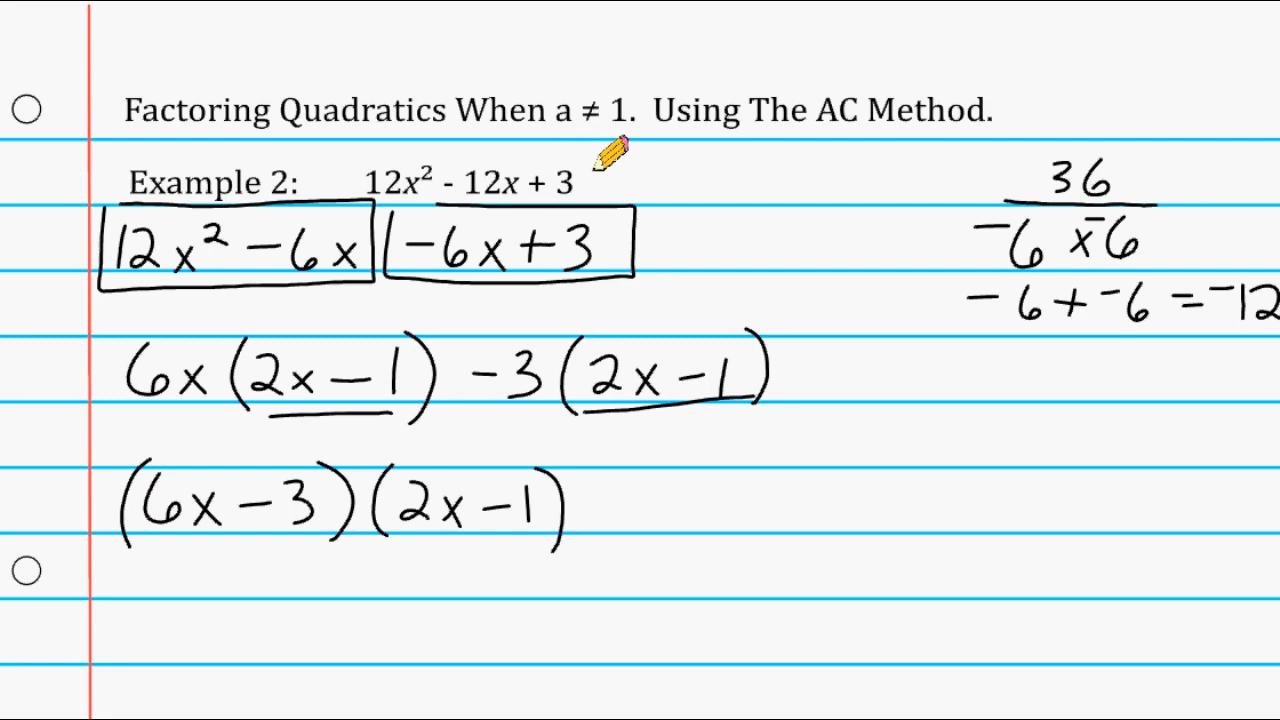 Factoring Quadratics When a ≠ 1. Using The AC Method.
Example 2: 12x² - 12x + 3
12x² - 6x - 6x + 3
6x (2x - 1) - 3 (2x - 1)
(6x - 3) (2x - 1)
36
-6 x -6
-6 + -6 = -12